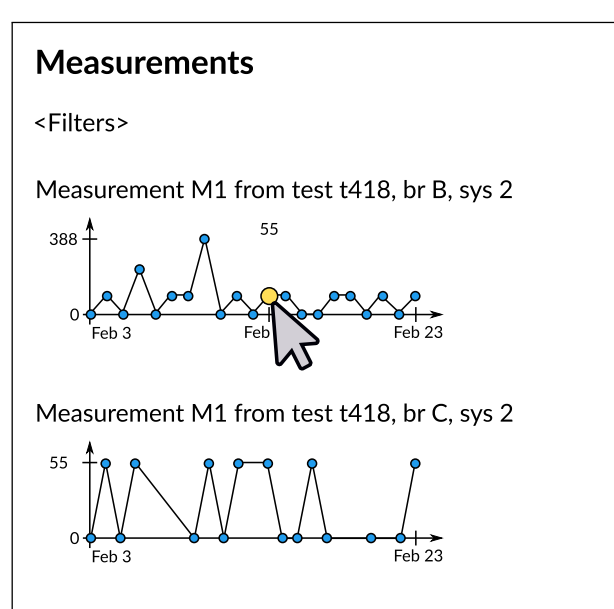 Measurements
<Filters>
Measurement M1 from test t418, br B, sys 2
55
388
0
Feb 3
Feb
Feb 23
Measurement M1 from test t418, br C, sys 2
55
0
Feb 3
Feb 23